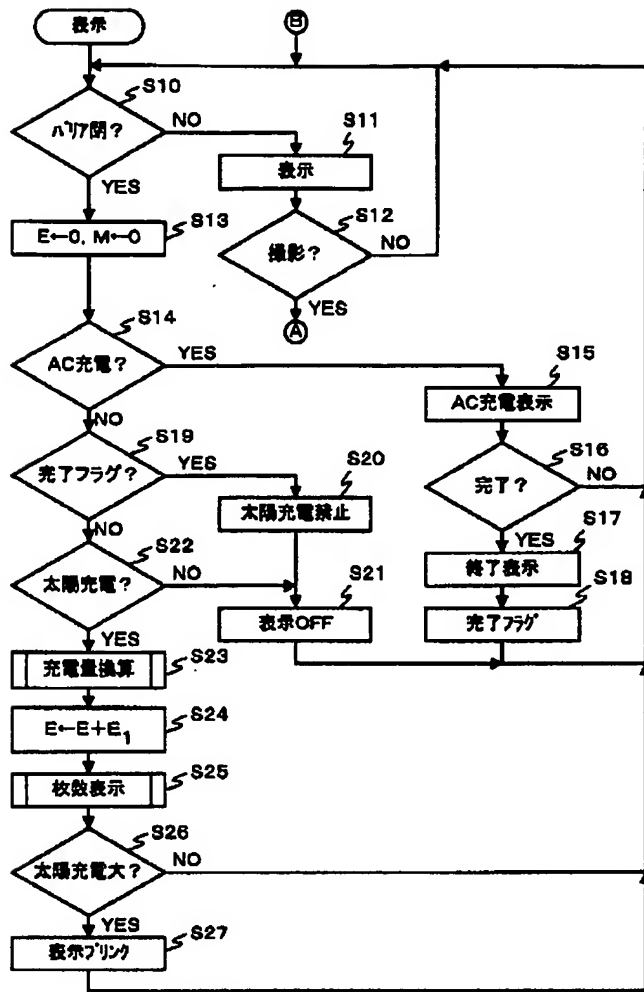 表示
B
S10
バリア閉?
NO
YES
S11
表示
S12
撮影?
NO
YES
A
S13
E←0, M←0
S14
AC充電?
YES
NO
S15
AC充電表示
S16
完了?
NO
YES
S17
終了表示
S18
完了フラグ
S19
完了フラグ?
YES
NO
S20
太陽充電禁止
S21
表示OFF
S22
太陽充電?
NO
YES
S23
充電量換算
S24
E←E+E₁
S25
枚数表示
S26
太陽充電大?
NO
YES
S27
表示ブリンク